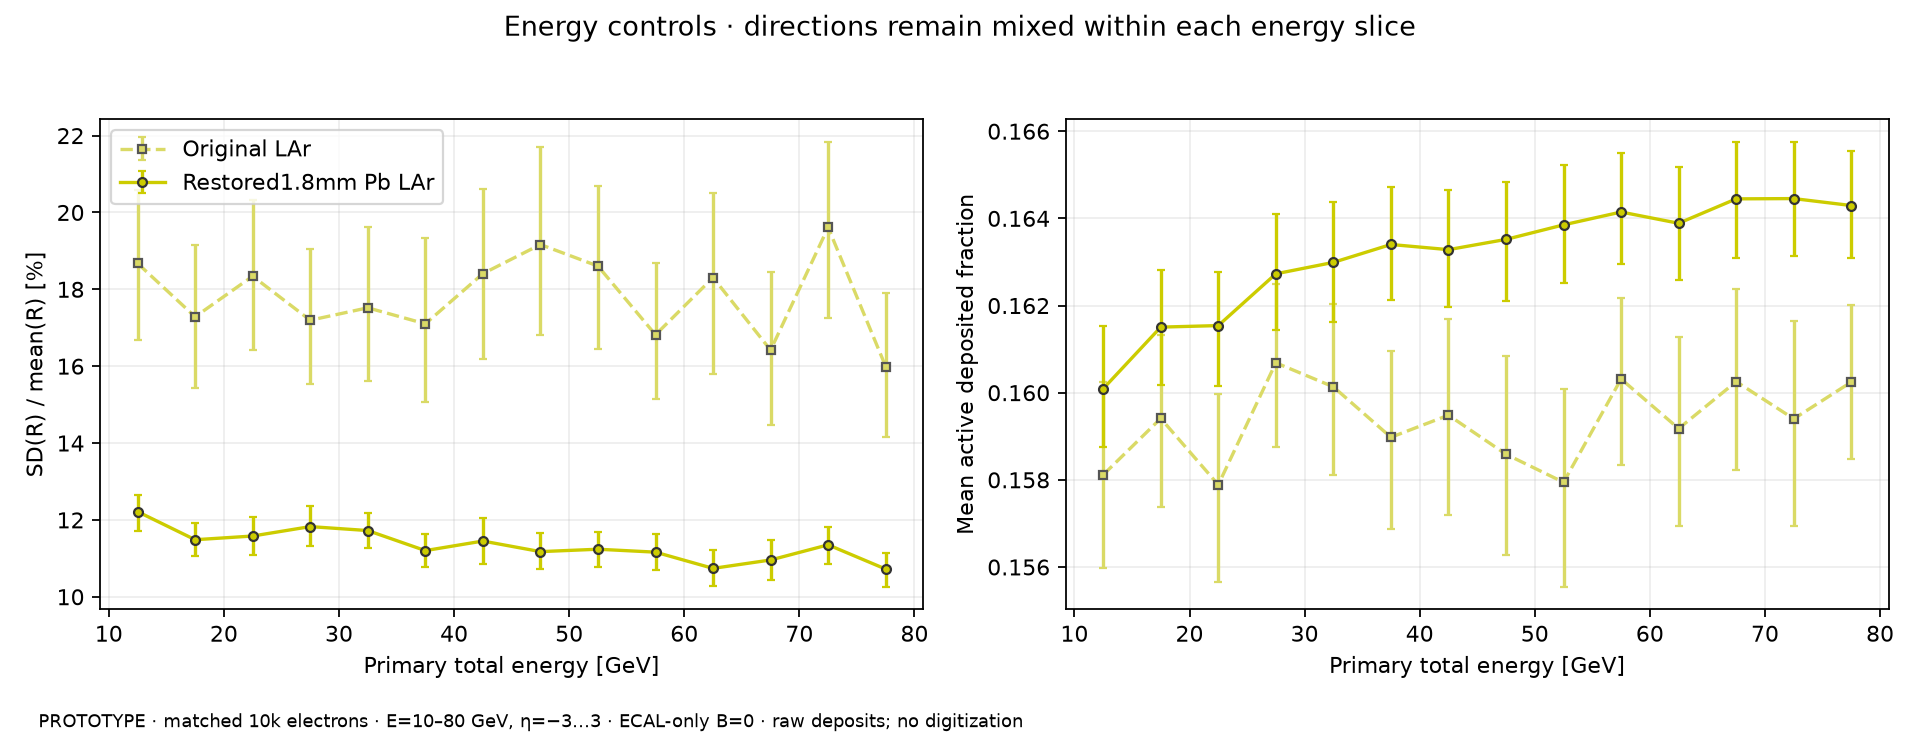 Energy controls · directions remain mixed within each energy slice
SD(R) / mean(R) [%]
22
20
18
16
14
12
10
Original LAr
Restored1.8mm Pb LAr
10 20 30 40 50 60 70 80
Primary total energy [GeV]
Mean active deposited fraction
0.166
0.164
0.162
0.160
0.158
0.156
10 20 30 40 50 60 70 80
Primary total energy [GeV]
PROTOTYPE · matched 10k electrons · E=10–80 GeV, η=−3…3 · ECAL-only B=0 · raw deposits; no digitization